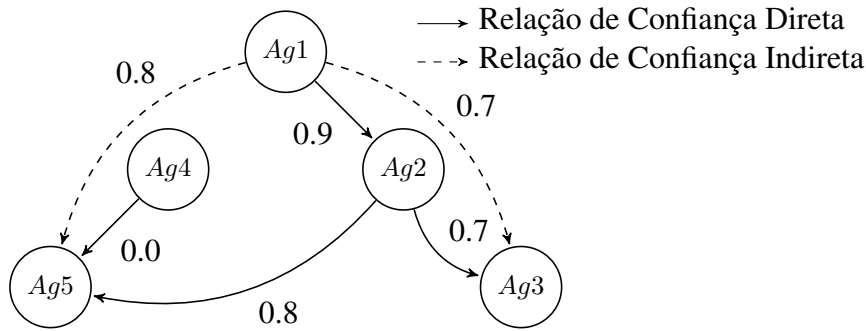 Relação de Confiança Direta
Relação de Confiança Indireta
Ag1
0.8
0.7
0.9
Ag4
Ag2
0.0
0.7
Ag5
0.8
Ag3